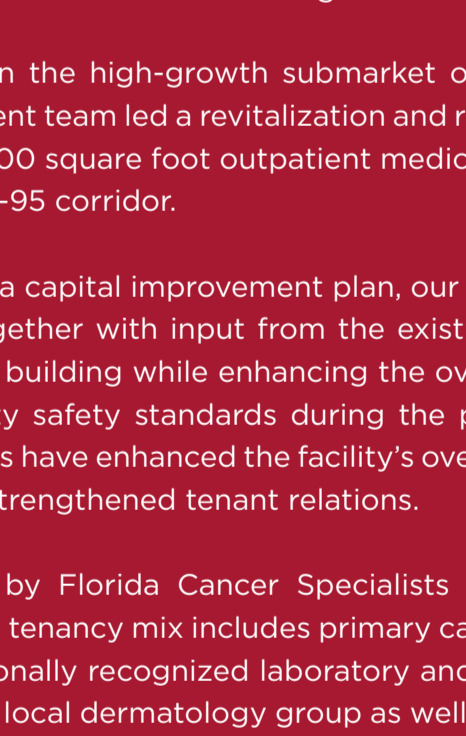 n the high-growth submarket o
ent team led a revitalization and r
00 square foot outpatient medic
-95 corridor.
a capital improvement plan, our
gether with input from the exist
building while enhancing the ov
ty safety standards during the p
s have enhanced the facility's ove
trengthened tenant relations.
by Florida Cancer Specialists
tenancy mix includes primary ca
onally recognized laboratory and
local dermatology group as well